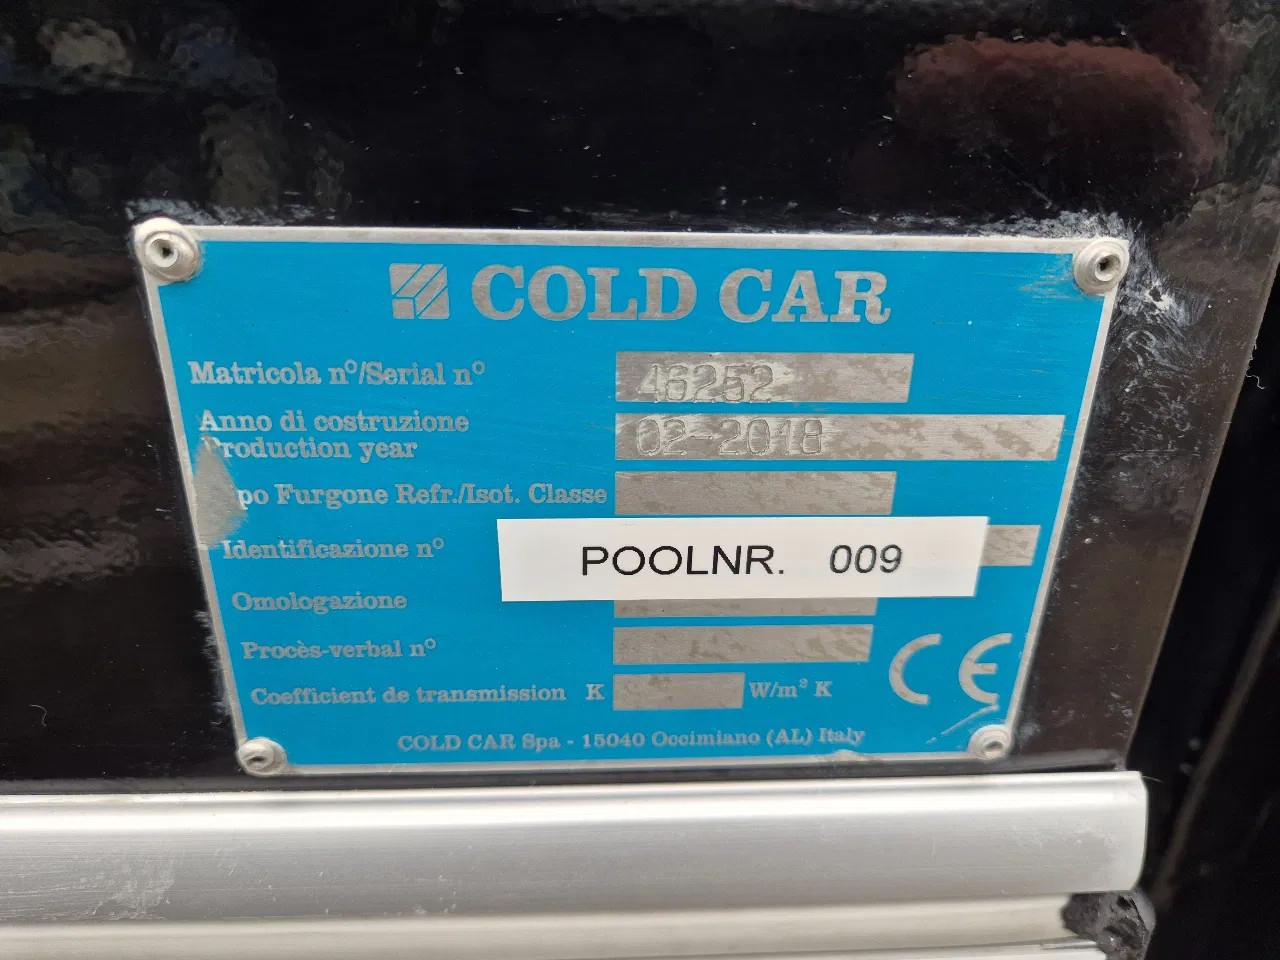 COLD CAR
Matricola n°/Serial n° 46252
Anno di costruzione
Production year 02-2018
Furgone Refr./Isot. Classe
Identificazione n°
POOLNR. 009
Omologazione
Procès-verbal n°
Coefficient de transmission K W/m² K
CE
COLD CAR Spa - 15040 Occimiano (AL) Italy